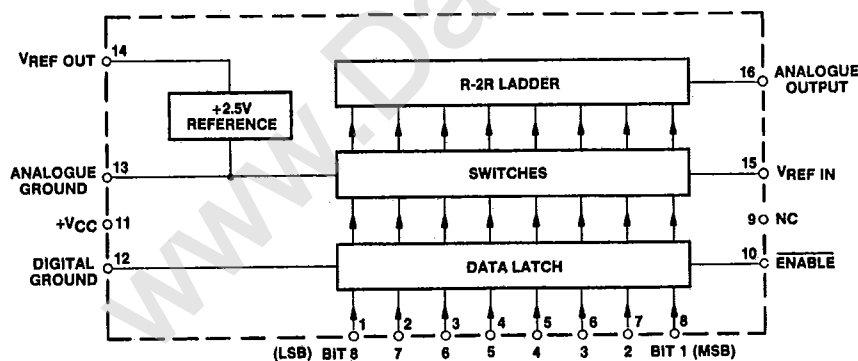 VREF OUT
14
+2.5V
REFERENCE
R-2R LADDER
16
ANALOGUE
OUTPUT
ANALOGUE
GROUND
13
SWITCHES
15
VREF IN
+VCC
11
9
NC
DIGITAL
GROUND
12
DATA LATCH
10
ENABLE
1 2 3 4 5 6 7 8
(LSB) BIT 8 7 6 5 4 3 2 BIT 1 (MSB)
www.Da